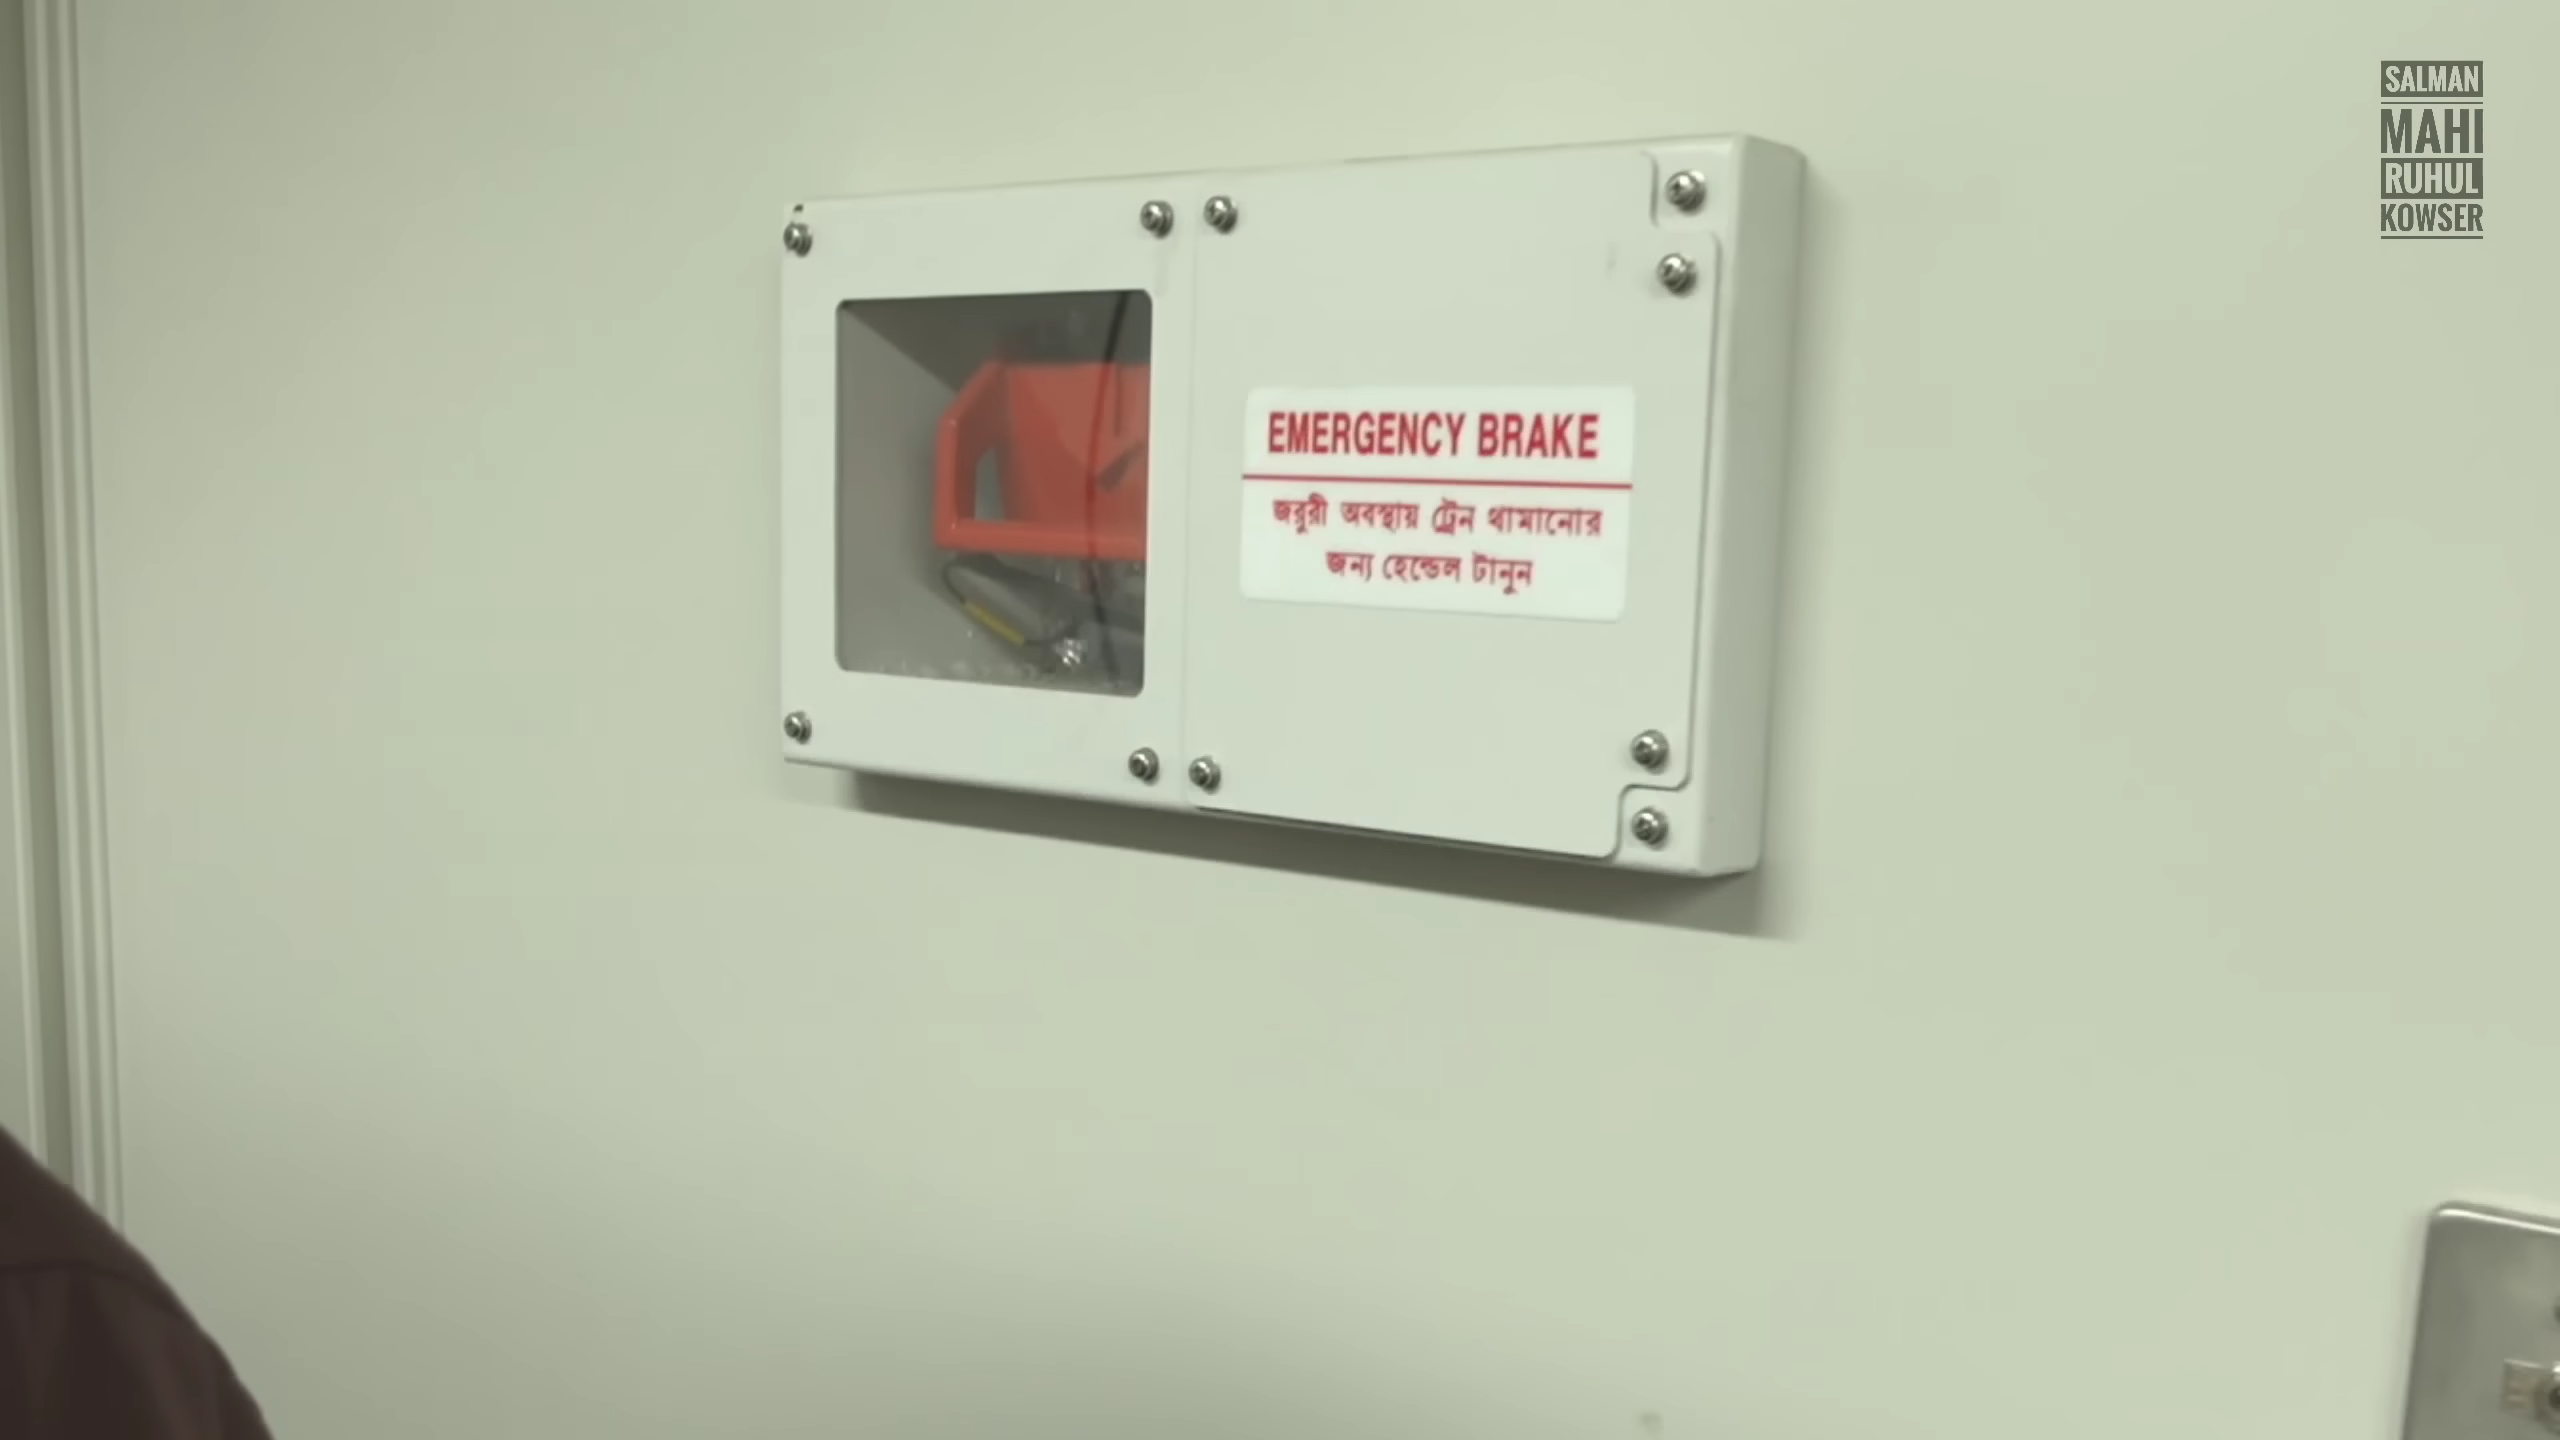 EMERGENCY BRAKE
জরুরী অবস্থায় ট্রেন থামানোর
জন্য হেন্ডেল টানুন
SALMAN
MAHI
RUHUL
KOWSER